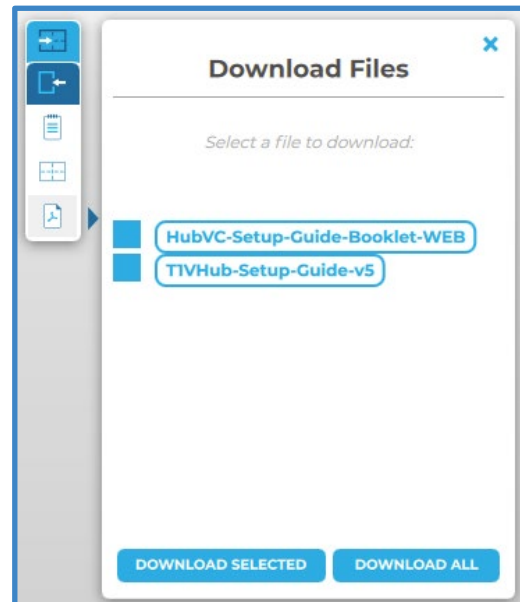 Download Files
Select a file to download:
HubVC-Setup-Guide-Booklet-WEB
T1VHub-Setup-Guide-v5
DOWNLOAD SELECTED
DOWNLOAD ALL